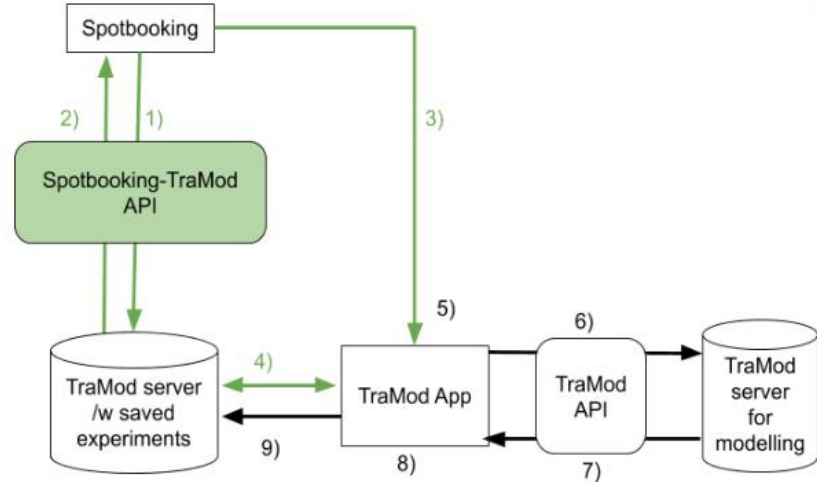 Spotbooking
2)
1)
3)
Spotbooking-TraMod
API
5)
6)
4)
TraMod server
/w saved
experiments
TraMod App
TraMod
API
TraMod
server
for
modelling
9)
8)
7)